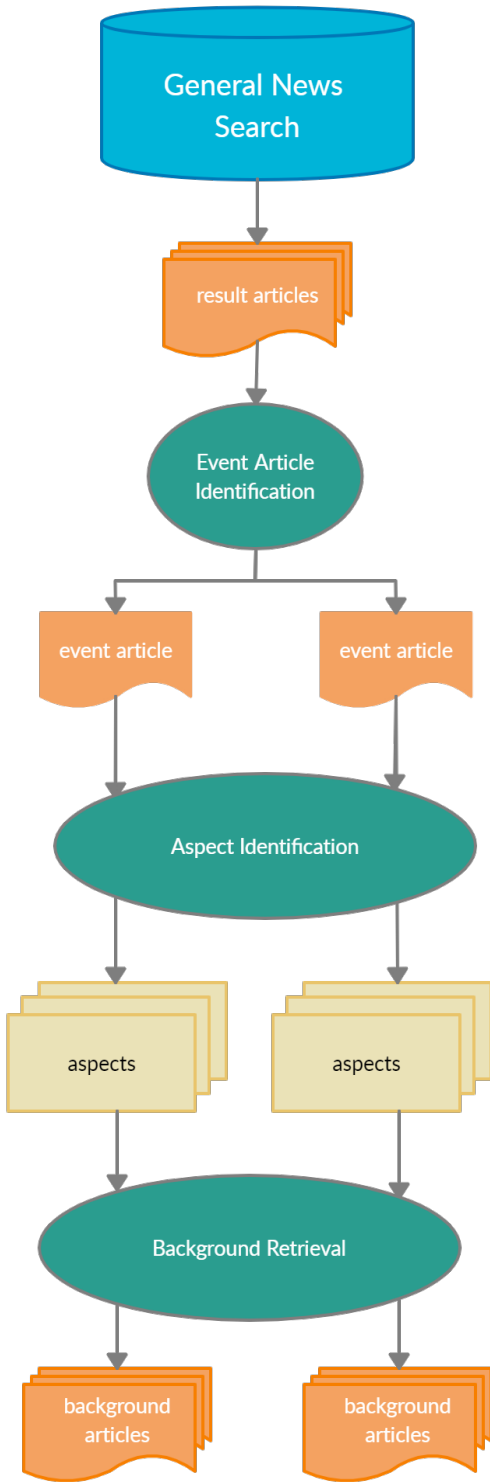 General News
Search
result articles
Event Article
Identification
event article
event article
Aspect Identification
aspects
aspects
Background Retrieval
background
articles
background
articles